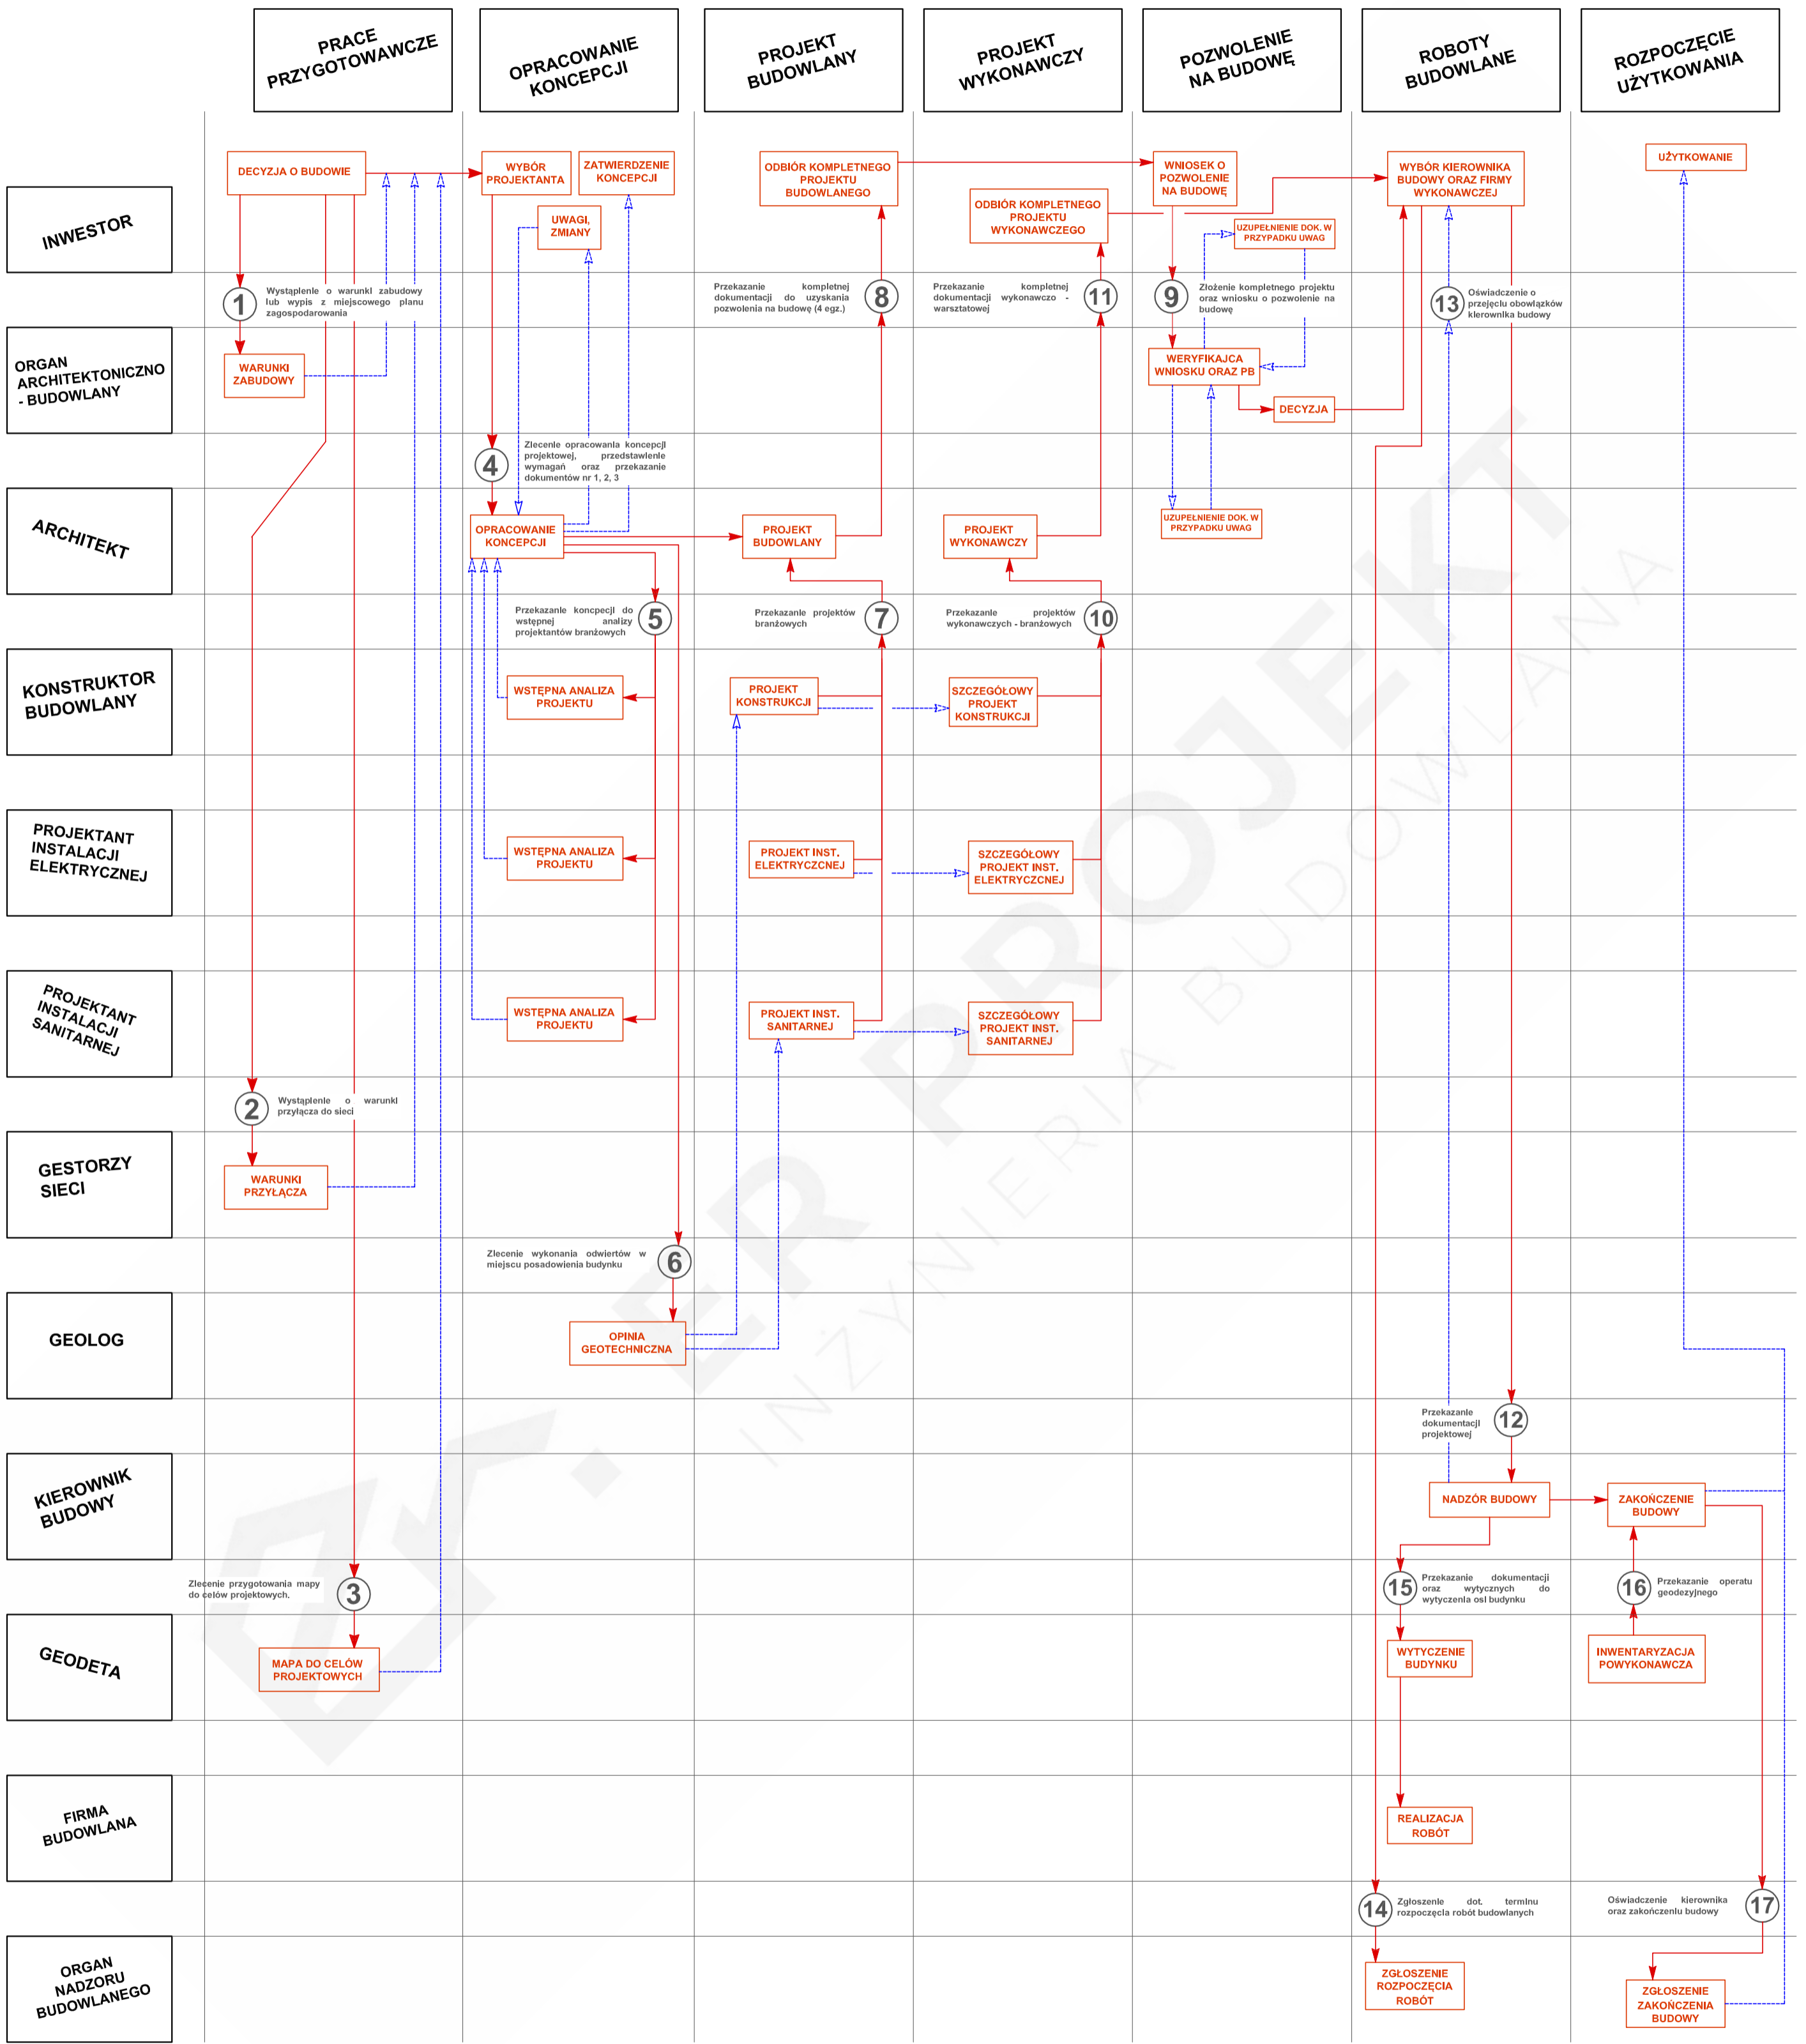 PRACE
PRZYGOTOWAWCZE
OPRACOWANIE
KONCEPCJI
PROJEKT
BUDOWLANY
PROJEKT
WYKONAWCZY
POZWOLENIE
NA BUDOWĘ
ROBOTY
BUDOWLANE
ROZPOCZĘCIE
UŻYTKOWANIA
INWESTOR
DECYZJA O BUDOWIE
WYBÓR
PROJEKTANTA
ZATWIERDZENIE
KONCEPCJI
UWAGI,
ZMIANY
ODBIÓR KOMPLETNEGO
PROJEKTU
BUDOWLANEGO
ODBIÓR KOMPLETNEGO
PROJEKTU
WYKONAWCZEGO
WNIOSEK O
POZWOLENIE
NA BUDOWĘ
UZUPEŁNIENIE DOK. W
PRZYPADKU UWAG
WYBÓR KIEROWNIKA
BUDOWY ORAZ FIRMY
WYKONAWCZEJ
UŻYTKOWANIE
1
Wystąpienie o warunki zabudowy
lub wypis z miejscowego planu
zagospodarowania
Przekazanie kompletnej
dokumentacji do uzyskania
pozwolenia na budowę (4 egz.)
8
Przekazanie kompletnej
dokumentacji wykonawczo -
warsztatowej
11
9
Złożenie kompletnego projektu
oraz wniosku o pozwolenie na
budowę
13
Oświadczenie o
przejęciu obowiązków
kierownika budowy
ORGAN
ARCHITEKTONICZNO
- BUDOWLANY
WARUNKI
ZABUDOWY
WERYFIKAJCA
WNIOSKU ORAZ PB
DECYZJA
4
Zlecenie opracowania koncepcji
projektowej, przedstawienie
wymagań oraz przekazanie
dokumentów nr 1, 2, 3
ARCHITEKT
OPRACOWANIE
KONCEPCJI
PROJEKT
BUDOWLANY
PROJEKT
WYKONAWCZY
UZUPEŁNIENIE DOK. W
PRZYPADKU UWAG
Przekazanie koncpecji do
wstępnej analizy
projektantów branżowych
5
Przekazanie projektów
branżowych
7
Przekazanie projektów
wykonawczych - branżowych
10
KONSTRUKTOR
BUDOWLANY
WSTĘPNA ANALIZA
PROJEKTU
PROJEKT
KONSTRUKCJI
SZCZEGÓŁOWY
PROJEKT
KONSTRUKCJI
PROJEKTANT
INSTALACJI
ELEKTRYCZNEJ
WSTĘPNA ANALIZA
PROJEKTU
PROJEKT INST.
ELEKTRYCZCNEJ
SZCZEGÓŁOWY
PROJEKT INST.
ELEKTRYCZCNEJ
PROJEKTANT
INSTALACJI
SANITARNEJ
WSTĘPNA ANALIZA
PROJEKTU
PROJEKT INST.
SANITARNEJ
SZCZEGÓŁOWY
PROJEKT INST.
SANITARNEJ
2
Wystąpienie o warunki
przyłącza do sieci
GESTORZY
SIECI
WARUNKI
PRZYŁĄCZA
Zlecenie wykonania odwiertów w
miejscu posadowienia budynku
6
GEOLOG
OPINIA
GEOTECHNICZNA
Przekazanie
dokumentacji
projektowej
12
KIEROWNIK
BUDOWY
NADZÓR BUDOWY
ZAKOŃCZENIE
BUDOWY
Zlecenie przygotowania mapy
do celów projektowych.
3
15
Przekazanie dokumentacji
oraz wytycznych do
wytyczenia osi budynku
16
Przekazanie operatu
geodezyjnego
GEODETA
MAPA DO CELÓW
PROJEKTOWYCH
WYTYCZENIE
BUDYNKU
INWENTARYZACJA
POWYKONAWCZA
FIRMA
BUDOWLANA
REALIZACJA
ROBÓT
14
Zgłoszenie dot. terminu
rozpoczęcia robót budowlanych
Oświadczenie kierownika
oraz zakończeniu budowy
17
ORGAN
NADZORU
BUDOWLANEGO
ZGŁOSZENIE
ROZPOCZĘCIA
ROBÓT
ZGŁOSZENIE
ZAKOŃCZENIA
BUDOWY
ZK.ER PROJEKT
INŻYNIERIA BUDOWLANA